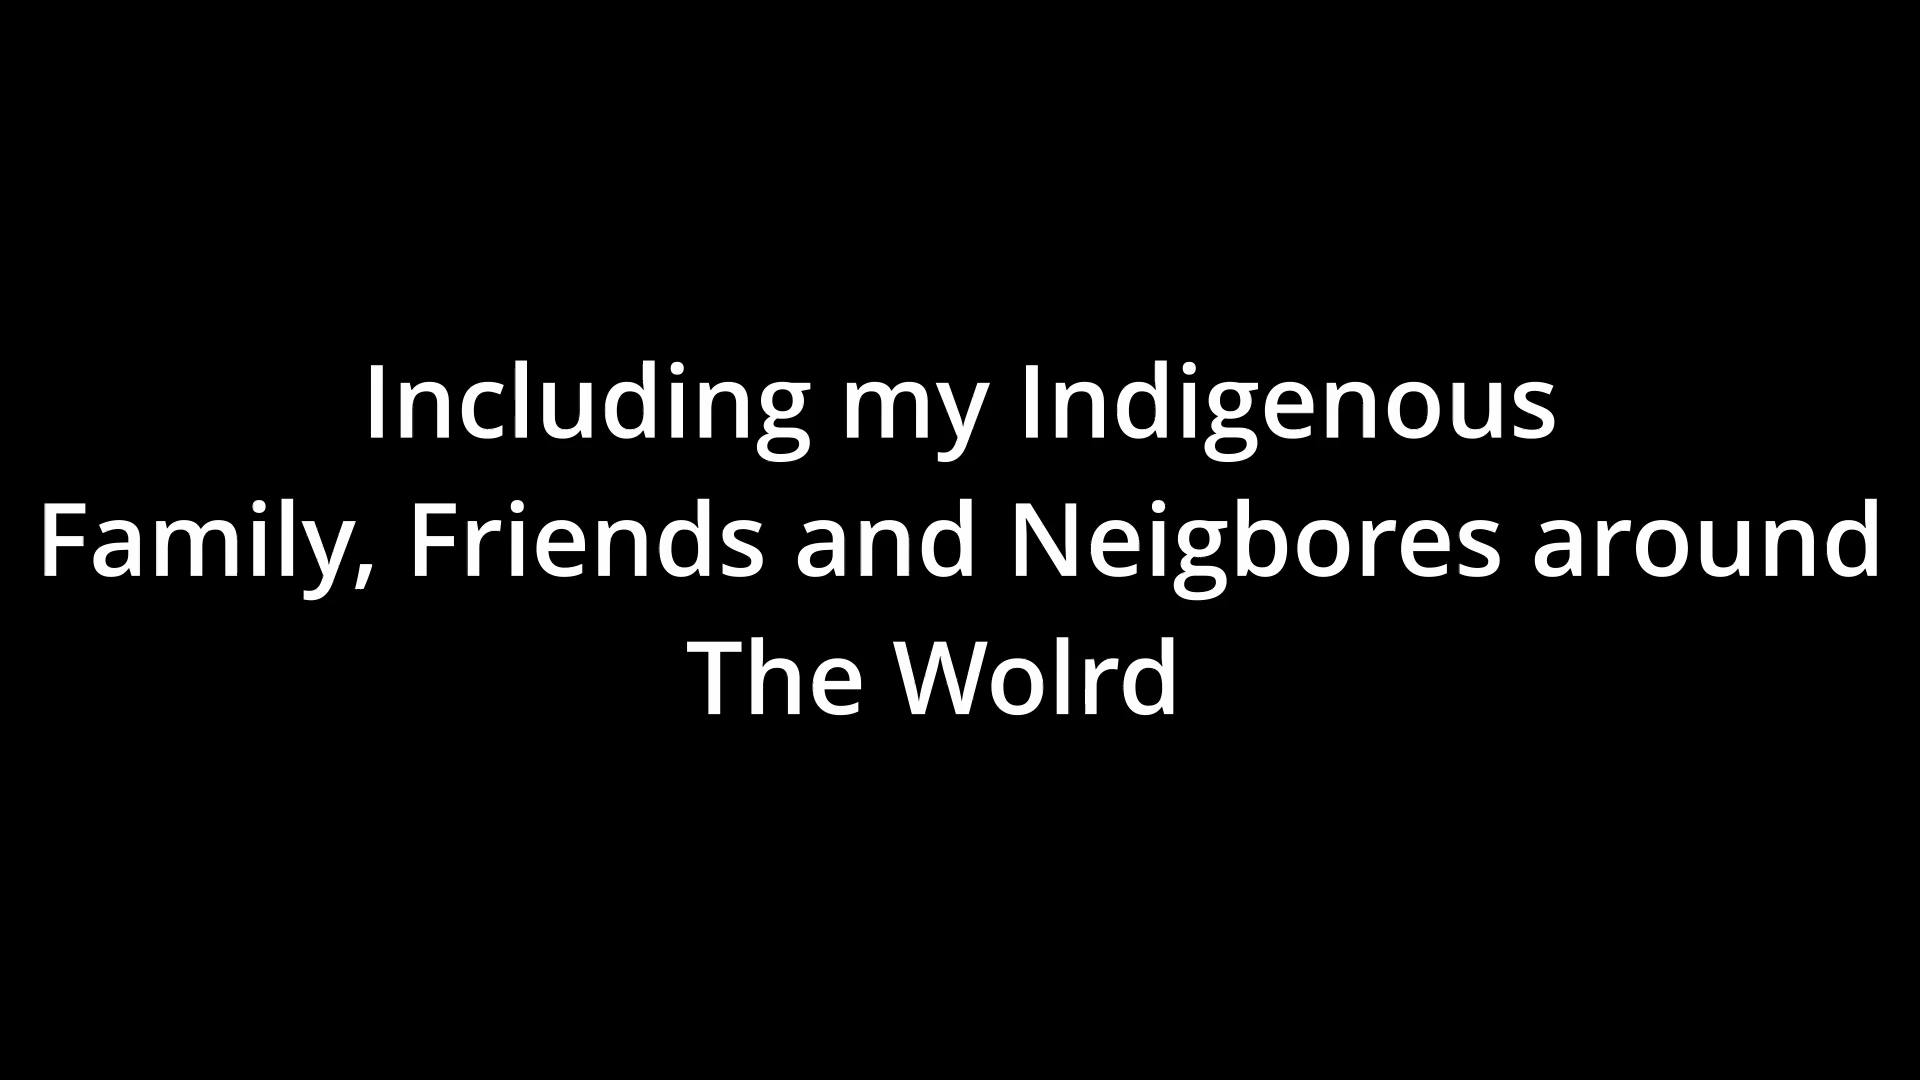 Including my Indigenous
Family, Friends and Neigbores around
The Wolrd